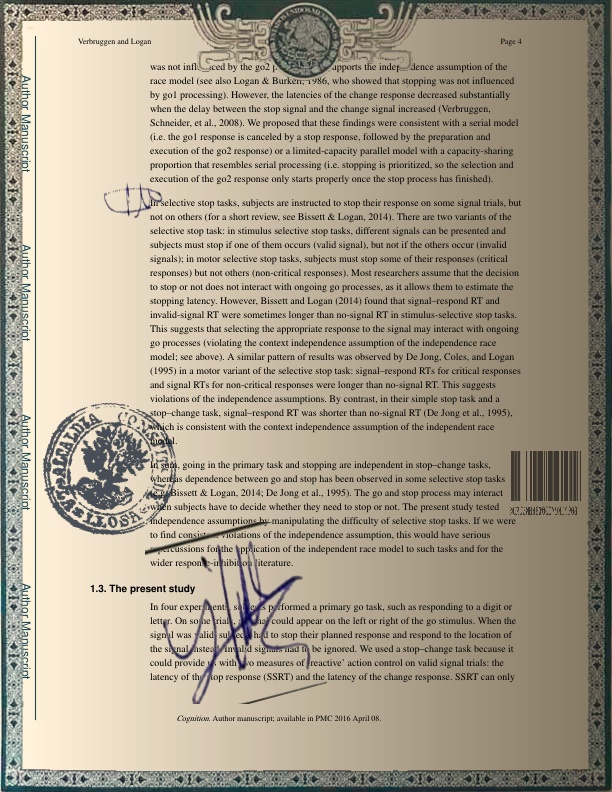 Verbruggen and Logan
Page 4
was not influenced by the go2 supports the independence assumption of the
race model (see also Logan & Burkell, 1986, who showed that stopping was not influenced
by go1 processing). However, the latencies of the change response decreased substantially
when the delay between the stop signal and the change signal increased (Verbruggen,
Schneider, et al., 2008). We proposed that these findings were consistent with a serial model
(i.e. the go1 response is canceled by a stop response, followed by the preparation and
execution of the go2 response) or a limited-capacity parallel model with a capacity-sharing
proportion that resembles serial processing (i.e. stopping is prioritized, so the selection and
execution of the go2 response only starts properly once the stop process has finished).
In selective stop tasks, subjects are instructed to stop their response on some signal trials, but
not on others (for a short review, see Bissett & Logan, 2014). There are two variants of the
selective stop task: in stimulus selective stop tasks, different signals can be presented and
subjects must stop if one of them occurs (valid signal), but not if the others occur (invalid
signals); in motor selective stop tasks, subjects must stop some of their responses (critical
responses) but not others (non-critical responses). Most researchers assume that the decision
to stop or not does not interact with ongoing go processes, as it allows them to estimate the
stopping latency. However, Bissett and Logan (2014) found that signal–respond RT and
invalid-signal RT were sometimes longer than no-signal RT in stimulus-selective stop tasks.
This suggests that selecting the appropriate response to the signal may interact with ongoing
go processes (violating the context independence assumption of the independence race
model; see above). A similar pattern of results was observed by De Jong, Coles, and Logan
(1995) in a motor variant of the selective stop task: signal–respond RTs for critical responses
and signal RTs for non-critical responses were longer than no-signal RT. This suggests
violations of the independence assumption. By contrast, in their simple stop task and a
stop–change task, signal–respond RT was shorter than no-signal RT (De Jong et al., 1995),
which is consistent with the context independence assumption of the independent race
model.
In sum, going in the primary task and stopping are independent in stop–change tasks,
whereas dependence between go and stop has been observed in some selective stop tasks
(e.g. Bissett & Logan, 2014; De Jong et al., 1995). The go and stop process may interact
when subjects have to decide whether they need to stop or not. The present study tested
independence assumptions by manipulating the difficulty of selective stop tasks. If we were
to find consistent violations of the independence assumption, this would have serious
repercussions for the application of the independent race model to such tasks and for the
wider response-inhibition literature.
1.3. The present study
In four experiments, subjects performed a primary go task, such as responding to a digit or
letter. On some trials, a signal could appear on the left or right of the go stimulus. When the
signal was valid, subjects had to stop their planned response and respond to the location of
the signal instead. Invalid signals had to be ignored. We used a stop–change task because it
could provide us with two measures of 'reactive' action control on valid signal trials: the
latency of the stop response (SSRT) and the latency of the change response. SSRT can only
Cognition. Author manuscript; available in PMC 2016 April 08.
Author Manuscript
Author Manuscript
Author Manuscript
Author Manuscript